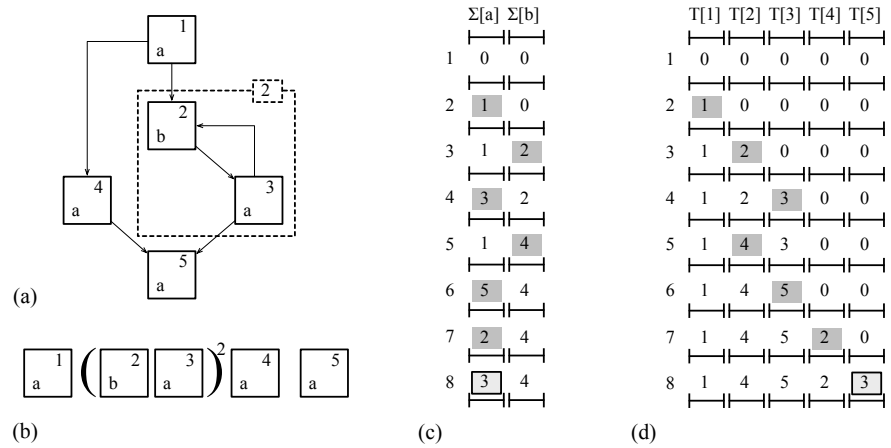 1
a
2
2
b
4
a
3
a
5
a
(a)
1
a
( 2
b
3
a
) 2
4
a
5
a
(b)
Σ[a] Σ[b]
1 0 0
2 1 0
3 1 2
4 3 2
5 1 4
6 5 4
7 2 4
8 3 4
(c)
T[1] T[2] T[3] T[4] T[5]
1 0 0 0 0 0
2 1 0 0 0 0
3 1 2 0 0 0
4 1 2 3 0 0
5 1 4 3 0 0
6 1 4 5 0 0
7 1 4 5 2 0
8 1 4 5 2 3
(d)